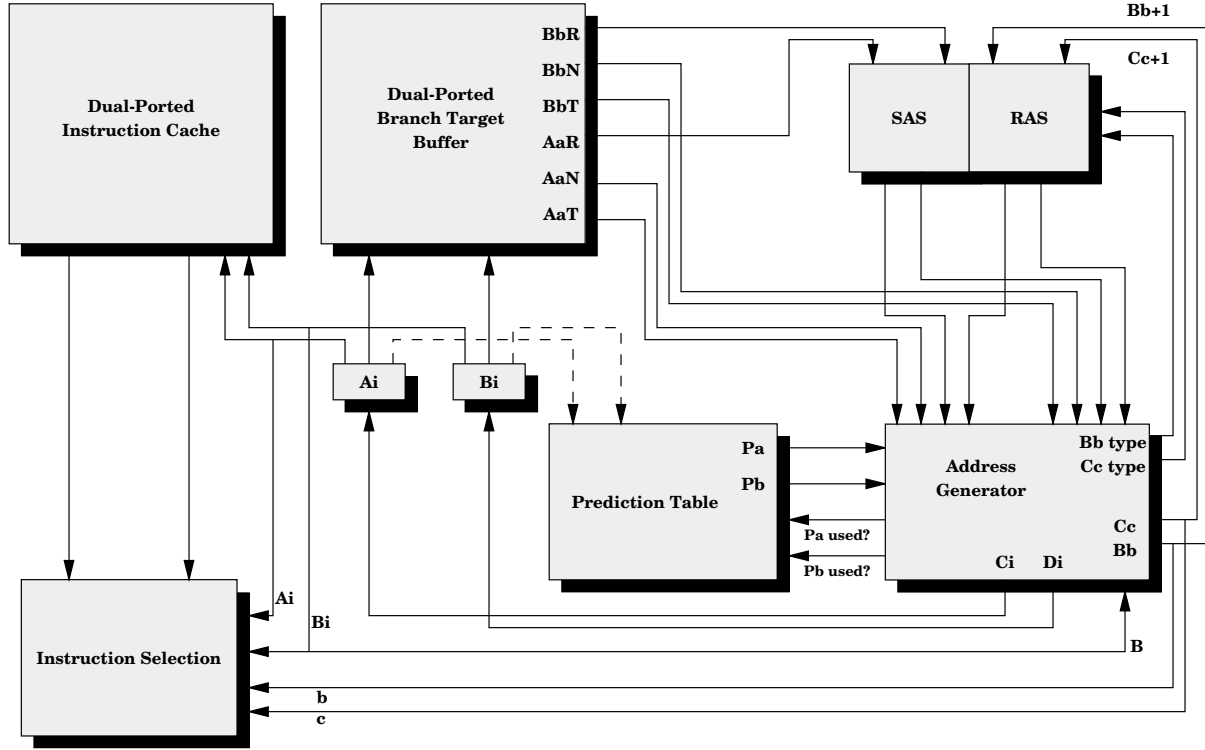 Bb+1
Cc+1
Dual-Ported
Instruction Cache
Dual-Ported
Branch Target
Buffer
BbR
BbN
BbT
AaR
AaN
AaT
SAS
RAS
Ai
Bi
Prediction Table
Pa
Pb
Pa used?
Pb used?
Address
Generator
Bb type
Cc type
Cc
Bb
Ci
Di
Instruction Selection
Ai
Bi
B
b
c